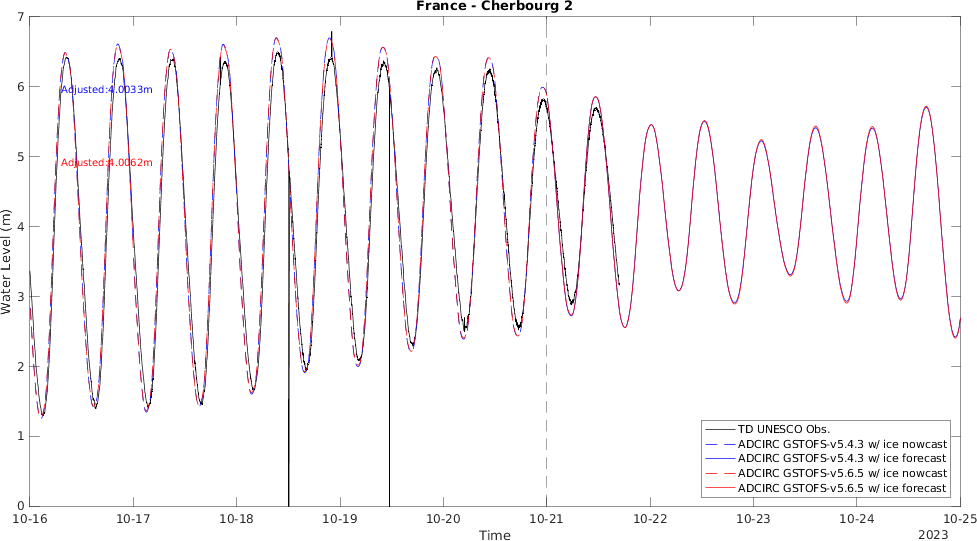 France - Cherbourg 2
Water Level (m)
7
6
5
4
3
2
1
0
Adjusted:4.0033m
Adjusted:4.0062m
TD UNESCO Obs.
ADCIRC GSTOFS-v5.4.3 w/ ice nowcast
ADCIRC GSTOFS-v5.4.3 w/ ice forecast
ADCIRC GSTOFS-v5.6.5 w/ ice nowcast
ADCIRC GSTOFS-v5.6.5 w/ ice forecast
10-16 10-17 10-18 10-19 10-20 10-21 10-22 10-23 10-24 10-25
Time
2023